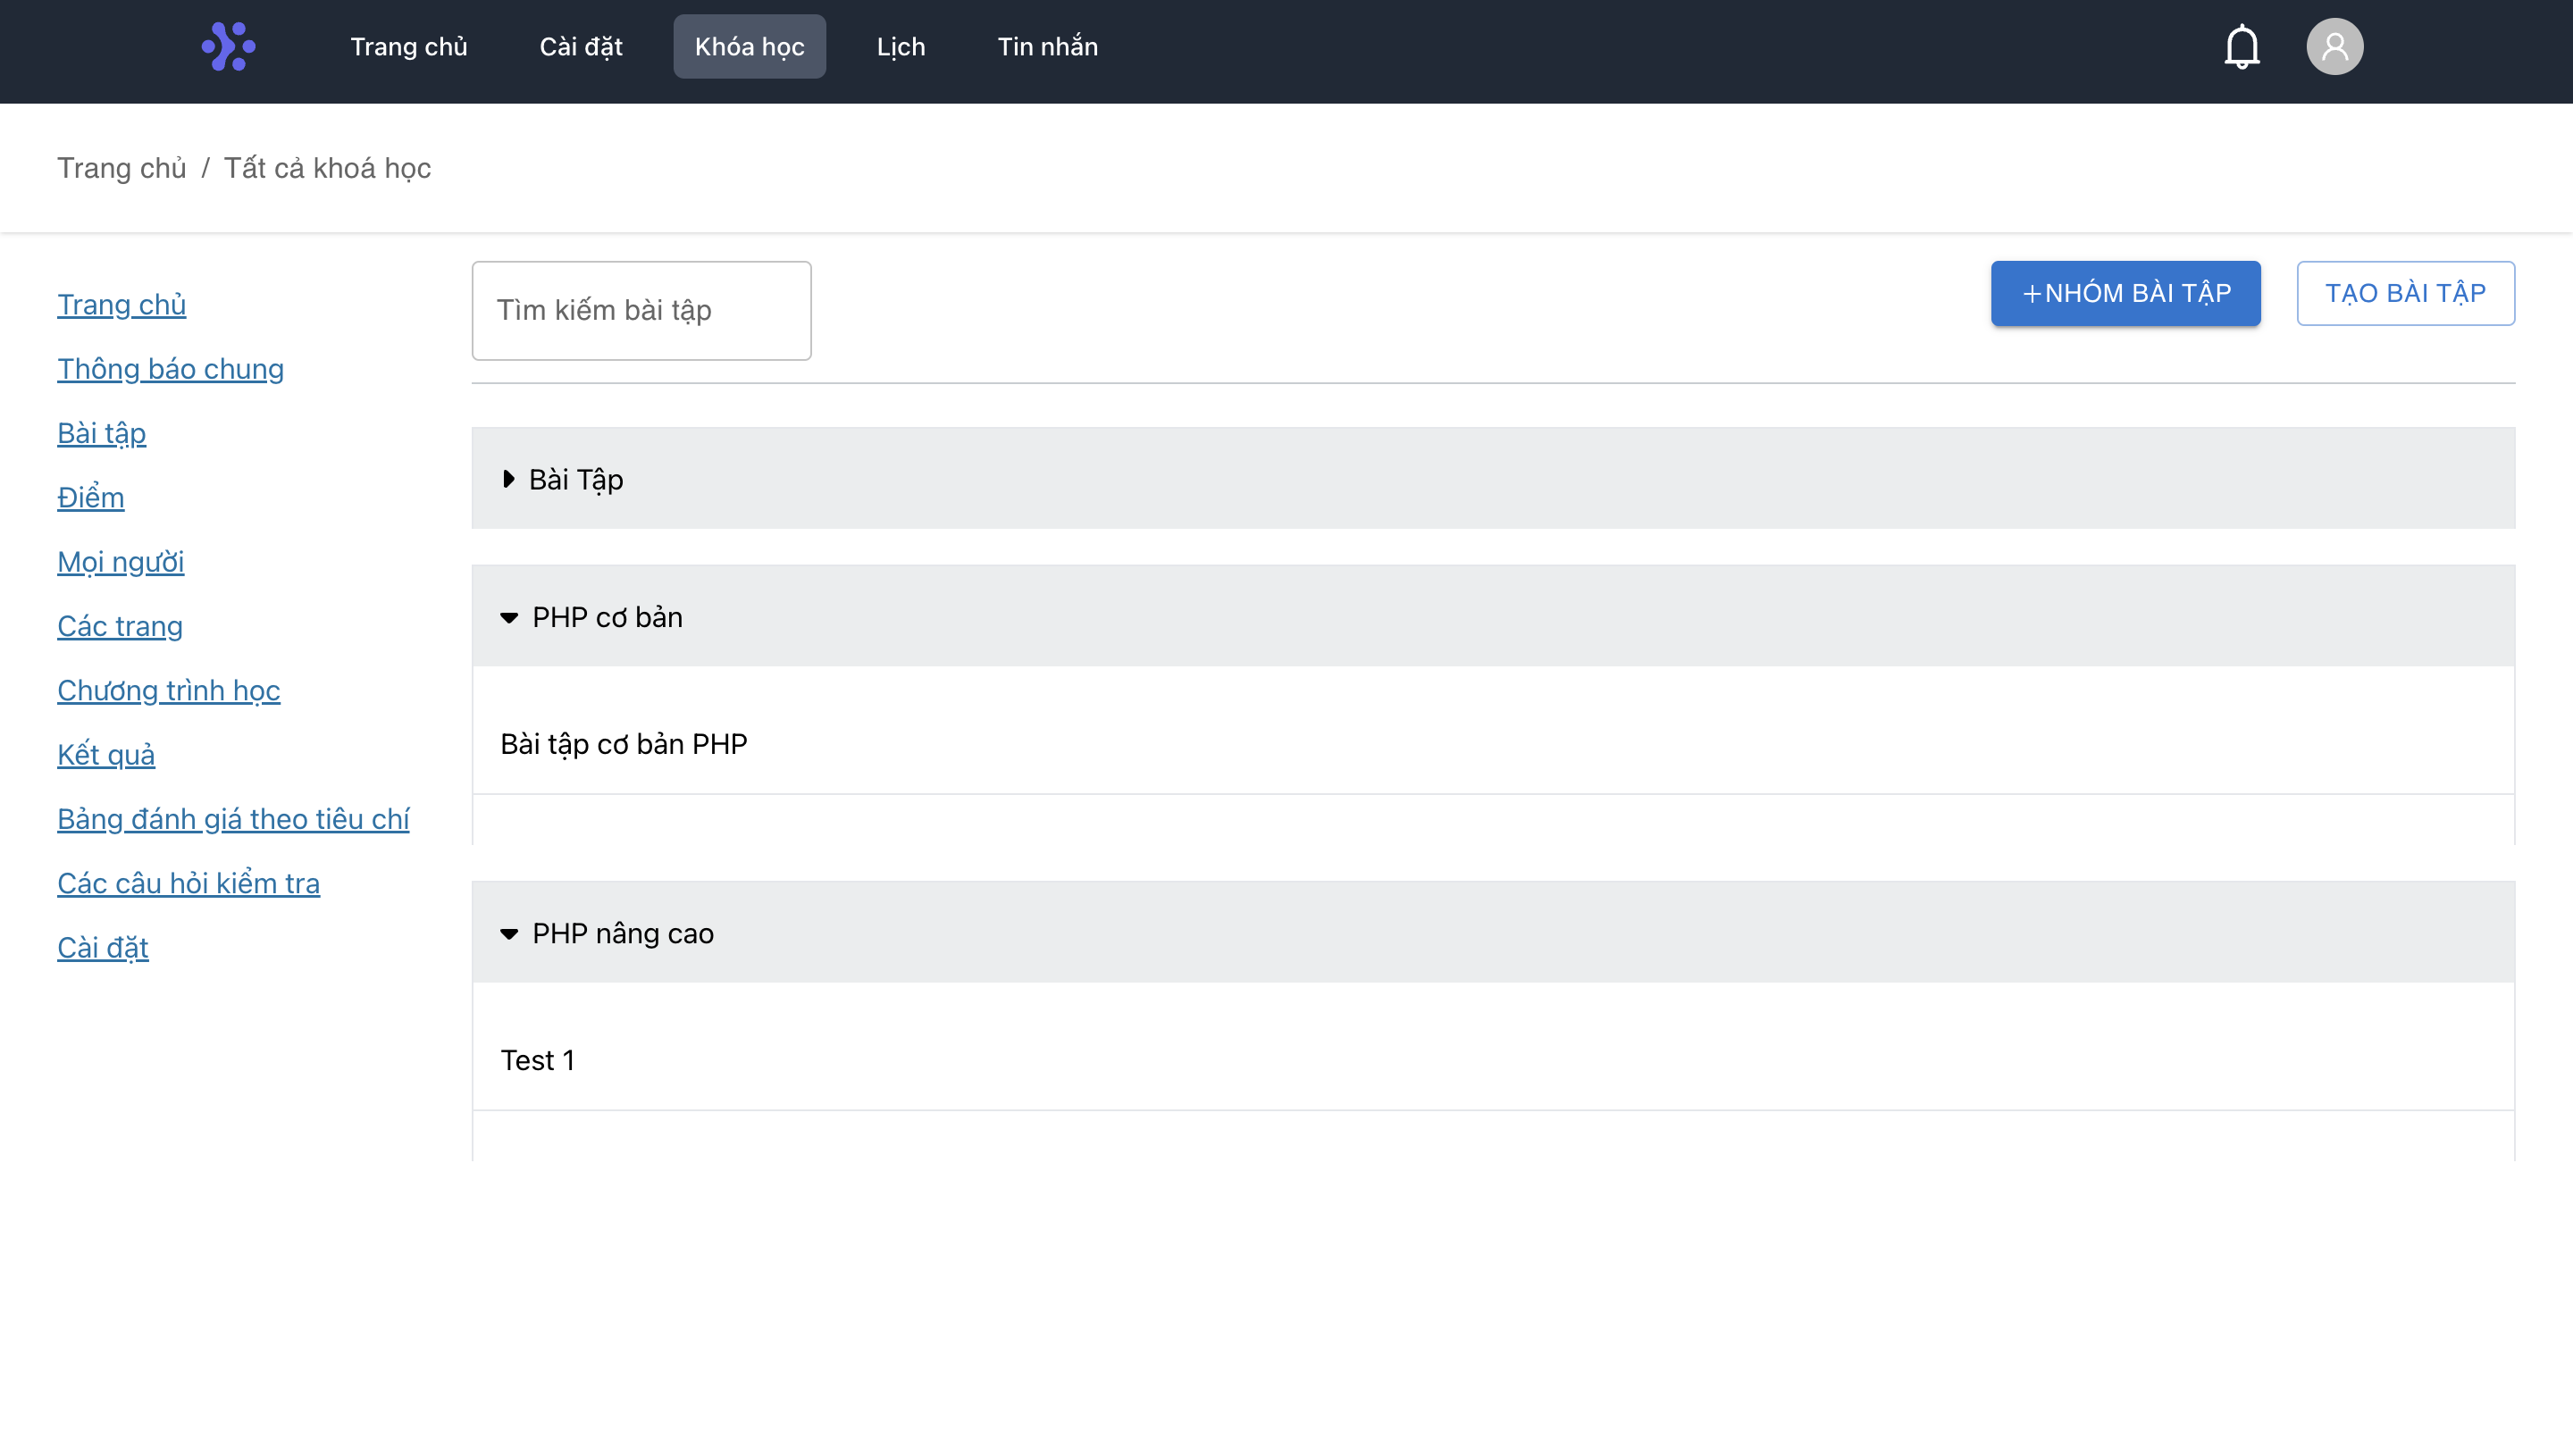 Trang chủ
Cài đặt
Khóa học
Lịch
Tin nhắn
Trang chủ / Tất cả khoá học
Trang chủ
Thông báo chung
Bài tập
Điểm
Mọi người
Các trang
Chương trình học
Kết quả
Bảng đánh giá theo tiêu chí
Các câu hỏi kiểm tra
Cài đặt
Tìm kiếm bài tập
+NHÓM BÀI TẬP
TẠO BÀI TẬP
Bài Tập
PHP cơ bản
Bài tập cơ bản PHP
PHP nâng cao
Test 1